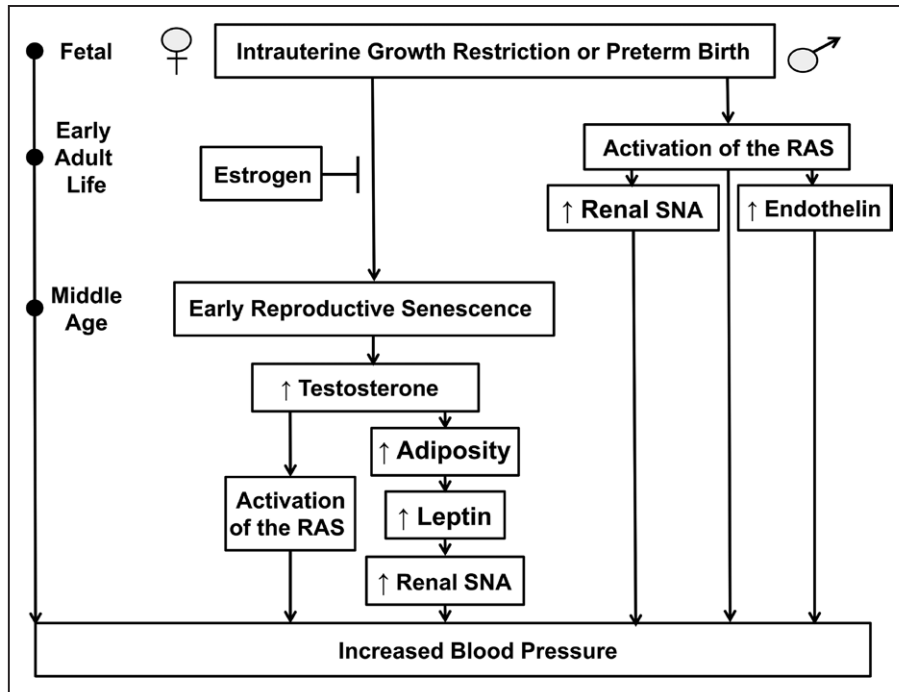 Fetal
Intrauterine Growth Restriction or Preterm Birth
Early
Adult
Life
Estrogen
Activation of the RAS
↑ Renal SNA
↑ Endothelin
Middle
Age
Early Reproductive Senescence
↑ Testosterone
↑ Adiposity
Activation
of the RAS
↑ Leptin
↑ Renal SNA
Increased Blood Pressure